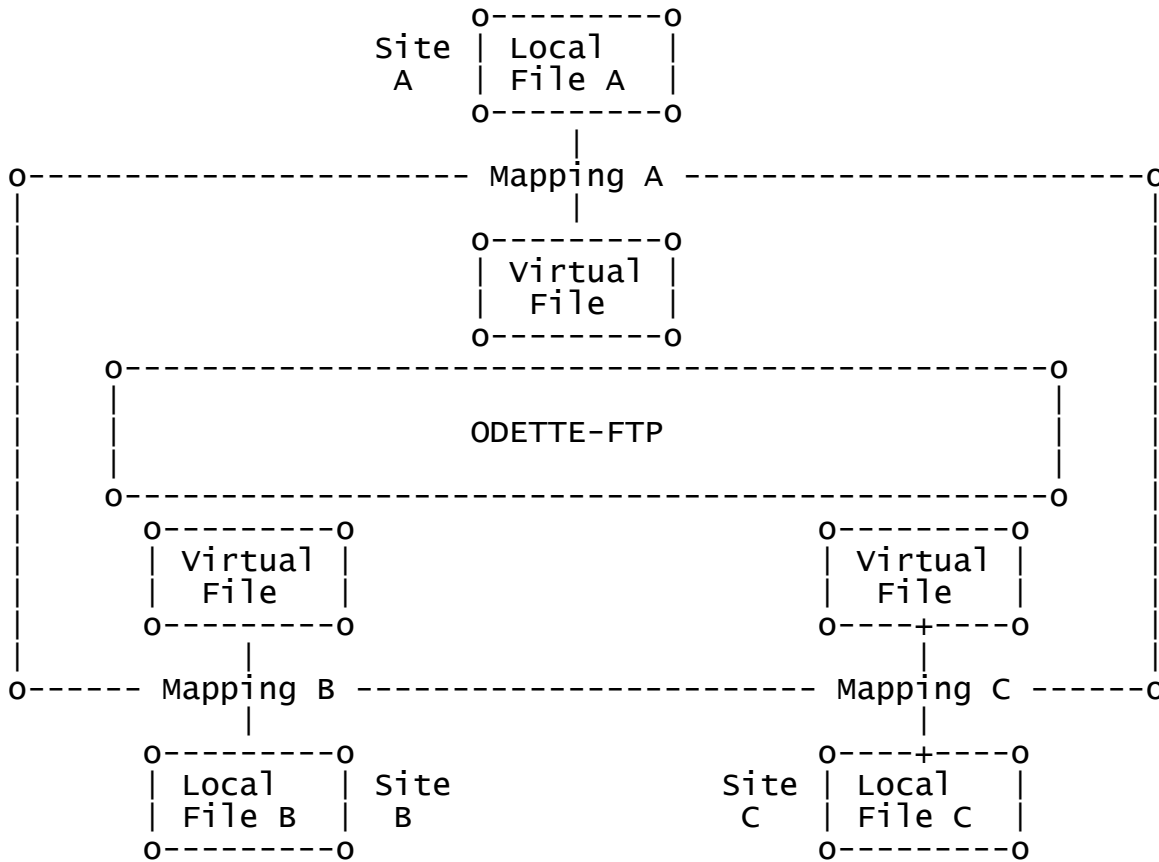 Site Local
A File A
Mapping A
Virtual
File
ODETTE-FTP
Virtual Virtual
File File
Mapping B Mapping C
Local Site Site Local
File B B C File C